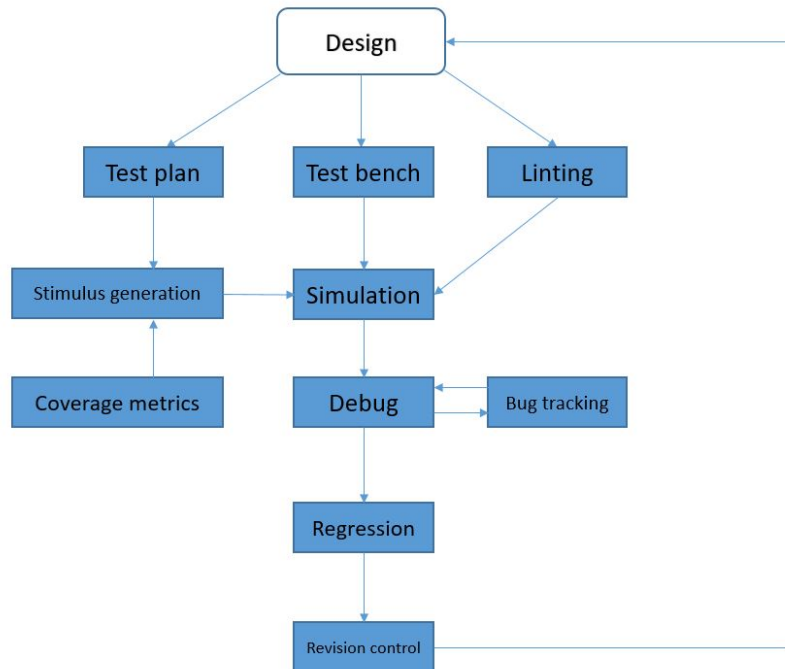 Design
Test plan
Test bench
Linting
Stimulus generation
Simulation
Coverage metrics
Debug
Bug tracking
Regression
Revision control